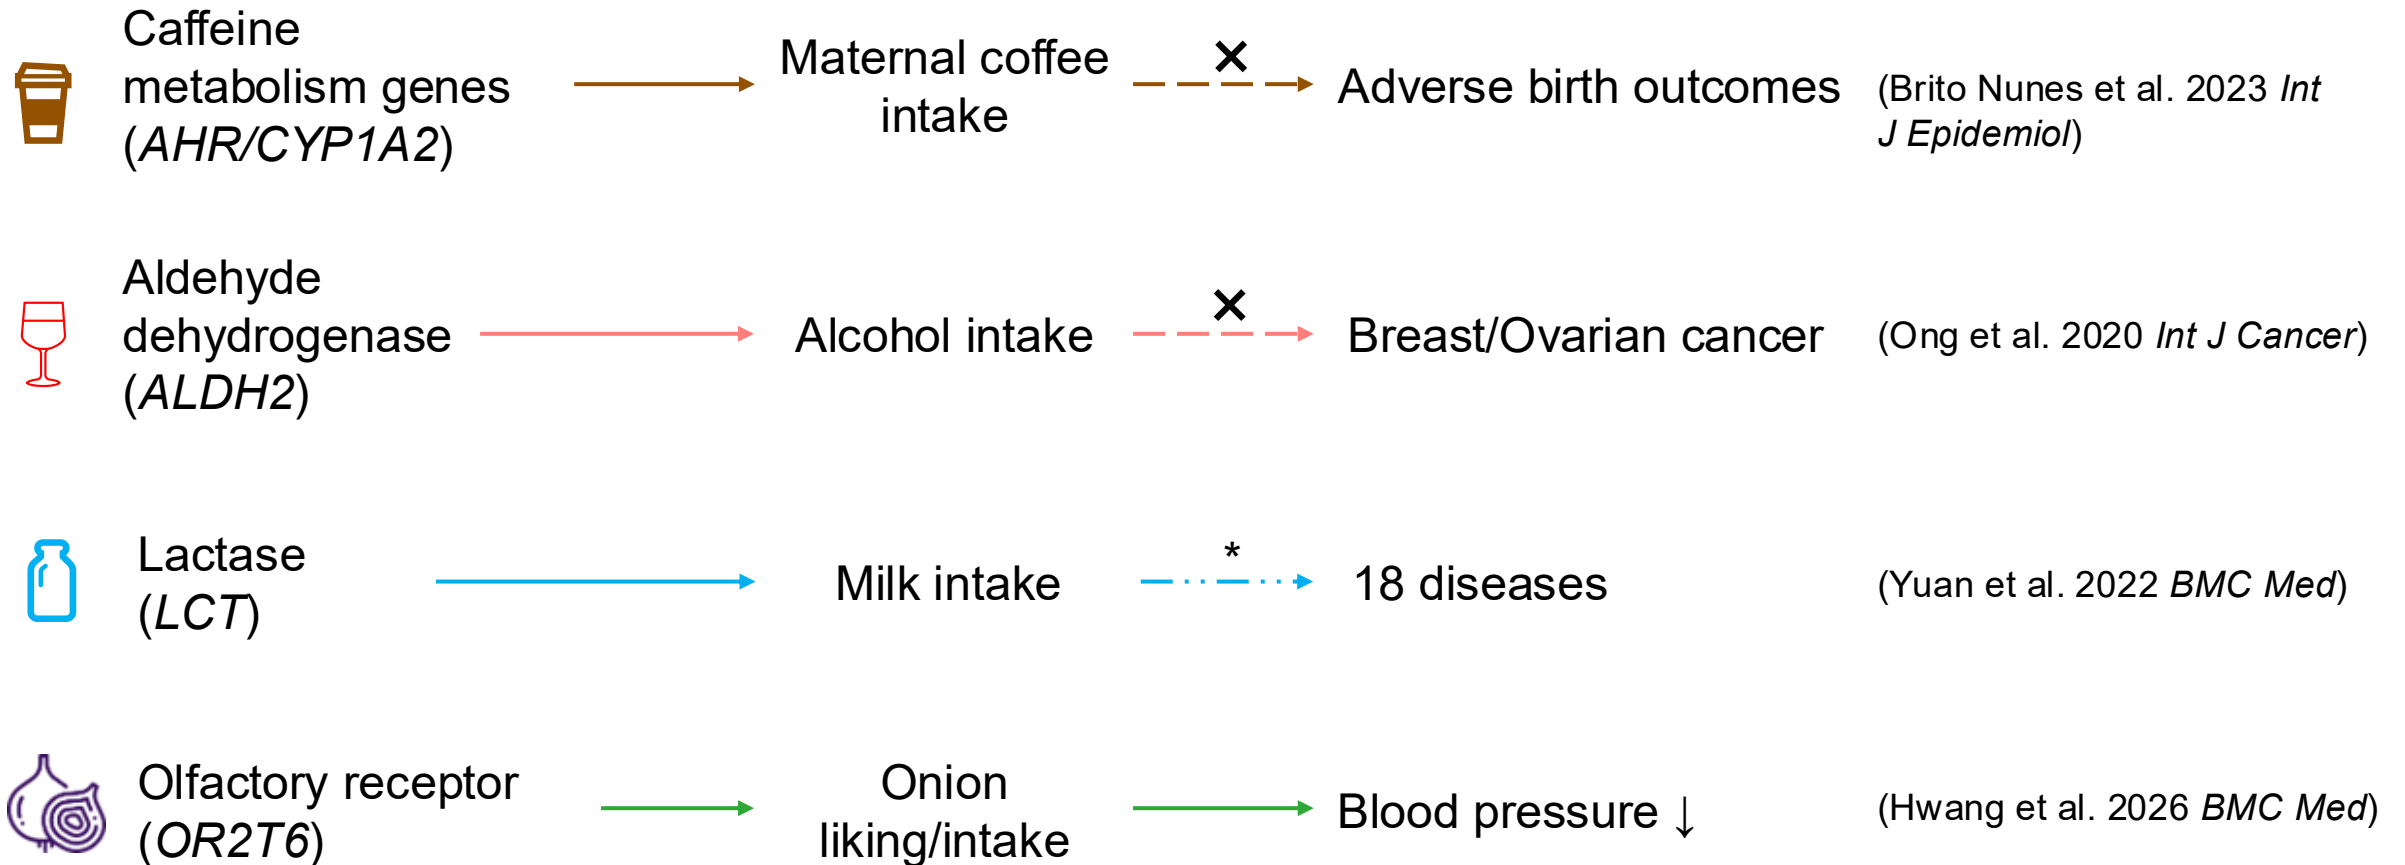 Caffeine
metabolism genes
(AHR/CYP1A2)
Maternal coffee
intake
×
Adverse birth outcomes
(Brito Nunes et al. 2023 Int
J Epidemiol)
Aldehyde
dehydrogenase
(ALDH2)
Alcohol intake
×
Breast/Ovarian cancer
(Ong et al. 2020 Int J Cancer)
Lactase
(LCT)
Milk intake
*
18 diseases
(Yuan et al. 2022 BMC Med)
Olfactory receptor
(OR2T6)
Onion
liking/intake
Blood pressure ↓
(Hwang et al. 2026 BMC Med)